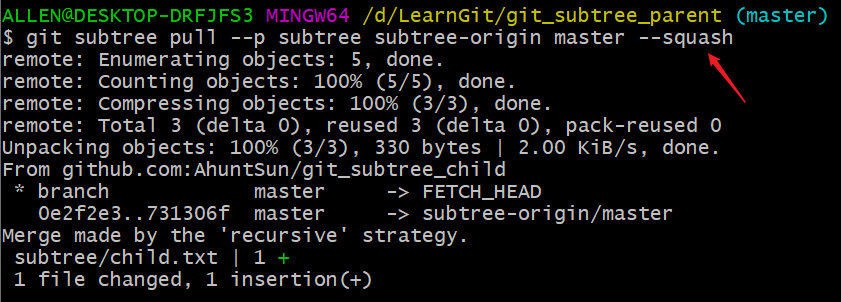 ALLEN@DESKTOP-DRFJFS3 MINGW64 /d/LearnGit/git_subtree_parent (master)
$ git subtree pull --p subtree subtree-origin master --squash
remote: Enumerating objects: 5, done.
remote: Counting objects: 100% (5/5), done.
remote: Compressing objects: 100% (3/3), done.
remote: Total 3 (delta 0), reused 3 (delta 0), pack-reused 0
Unpacking objects: 100% (3/3), 330 bytes | 2.00 KiB/s, done.
From github.com:AhuntSun/git_subtree_child
 * branch            master     -> FETCH_HEAD
   0e2f2e3..731306f  master     -> subtree-origin/master
Merge made by the 'recursive' strategy.
 subtree/child.txt | 1 +
 1 file changed, 1 insertion(+)